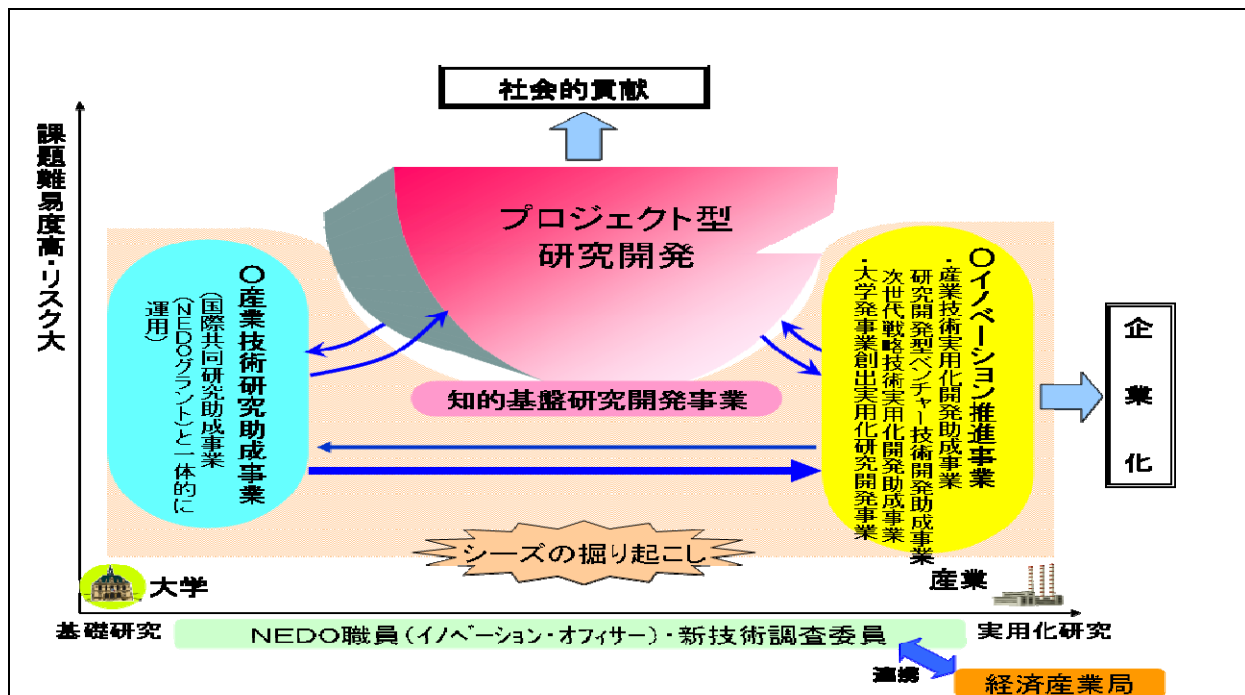 社会的貢献
課題難易度高・リスク大
プロジェクト型
研究開発
〇産業技術研究助成事業
(国際共同研究助成事業
(NEDOグラント)と一体的に
運用)
知的基盤研究開発事業
〇イノベーション推進事業
・産業技術実用化開発助成事業
研究開発型ベンチャー技術開発助成事業
次世代戦略技術実用化開発助成事業
・大学発事業創出実用化研究開発事業
企業化
シーズの掘り起こし
大学
産業
基礎研究
NEDO職員(イノベーション・オフィサー)・新技術調査委員
実用化研究
連携
経済産業局